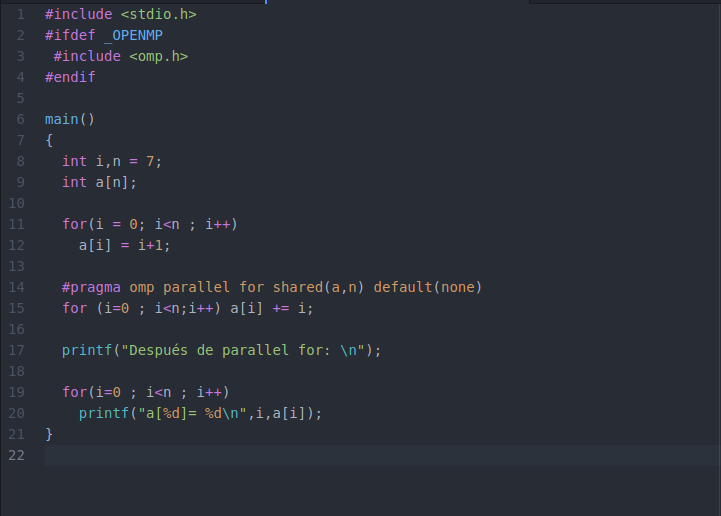 1 #include <stdio.h>
2 #ifdef _OPENMP
3  #include <omp.h>
4 #endif
5
6 main()
7 {
8   int i,n = 7;
9   int a[n];
10
11   for(i = 0; i<n ; i++)
12     a[i] = i+1;
13
14   #pragma omp parallel for shared(a,n) default(none)
15   for (i=0 ; i<n;i++) a[i] += i;
16
17   printf("Después de parallel for: \n");
18
19   for(i=0 ; i<n ; i++)
20     printf("a[%d]= %d\n",i,a[i]);
21 }
22